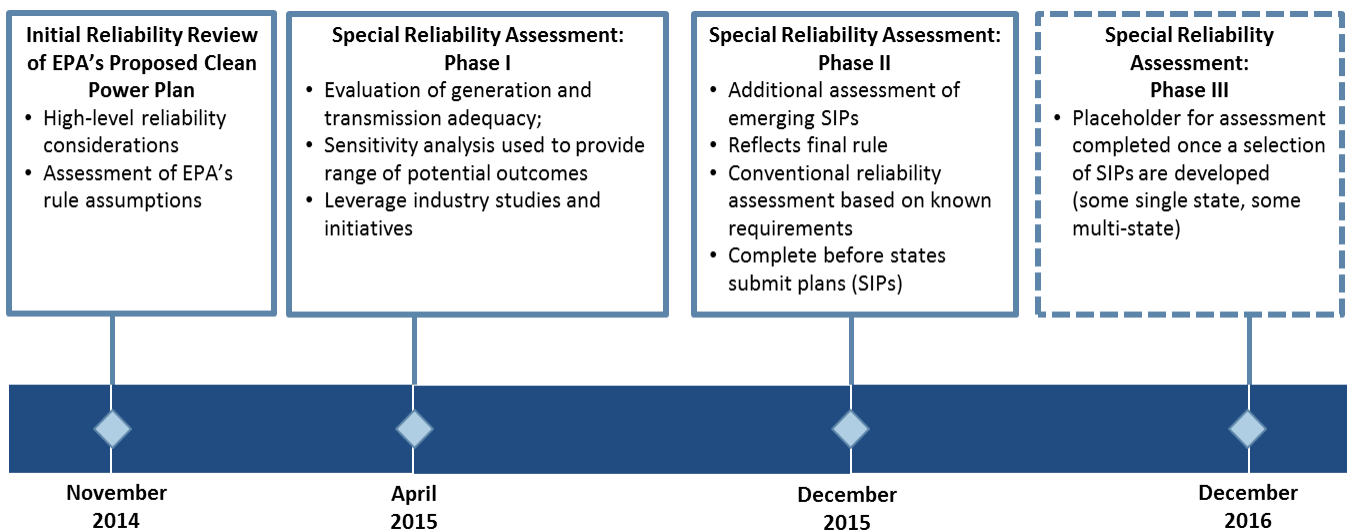 Initial Reliability Review
of EPA's Proposed Clean
Power Plan
• High-level reliability
considerations
• Assessment of EPA's
rule assumptions
Special Reliability Assessment:
Phase I
• Evaluation of generation and
transmission adequacy;
• Sensitivity analysis used to provide
range of potential outcomes
• Leverage industry studies and
initiatives
Special Reliability Assessment:
Phase II
• Additional assessment of
emerging SIPs
• Reflects final rule
• Conventional reliability
assessment based on known
requirements
• Complete before states
submit plans (SIPs)
Special Reliability
Assessment:
Phase III
• Placeholder for assessment
completed once a selection
of SIPs are developed
(some single state, some
multi-state)
November
2014
April
2015
December
2015
December
2016